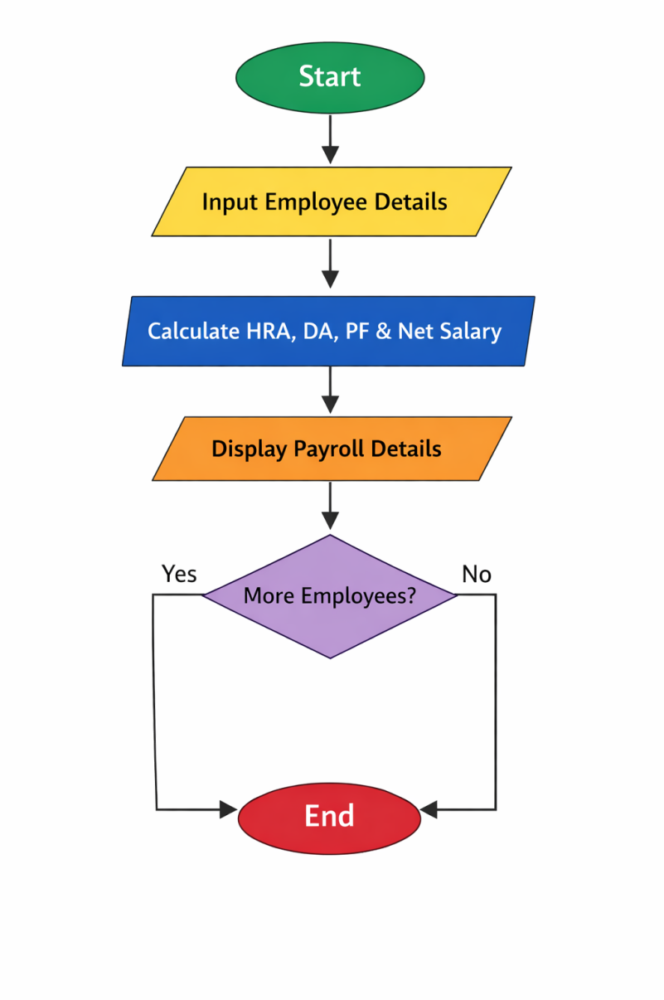 Start
Input Employee Details
Calculate HRA, DA, PF & Net Salary
Display Payroll Details
Yes
No
More Employees?
End